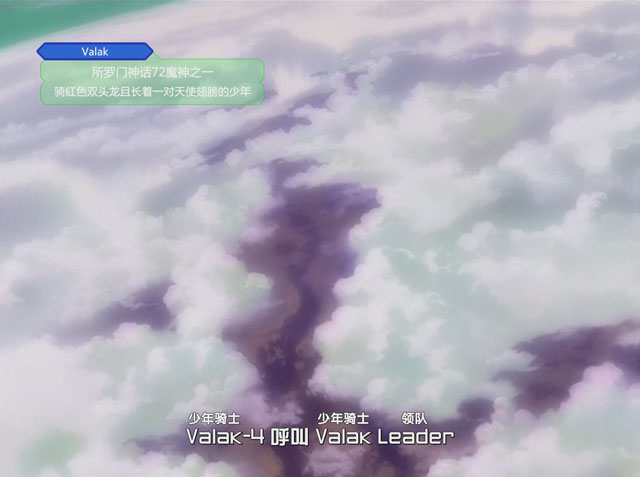 Valak
所罗门神话72魔神之一
骑红色双头龙且长着一对天使翅膀的少年
少年骑士 少年骑士 领队
Valak-4 呼叫 Valak Leader